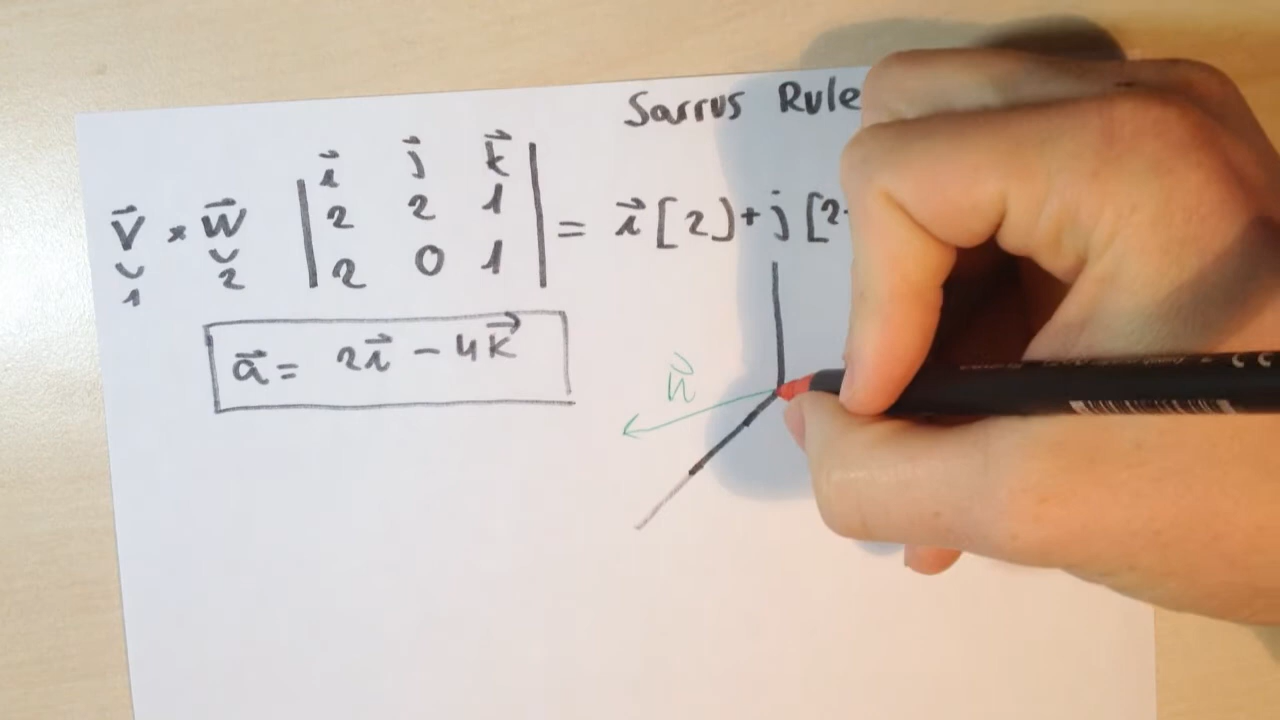 Sarrus Rule
i⃗ j⃗ k⃗
v⃗ × w⃗ | 2 2 1 | = i⃗ [2] + j [2-
1 2 | 2 0 1 |
a⃗ = 2i⃗ - 4k⃗
n⃗